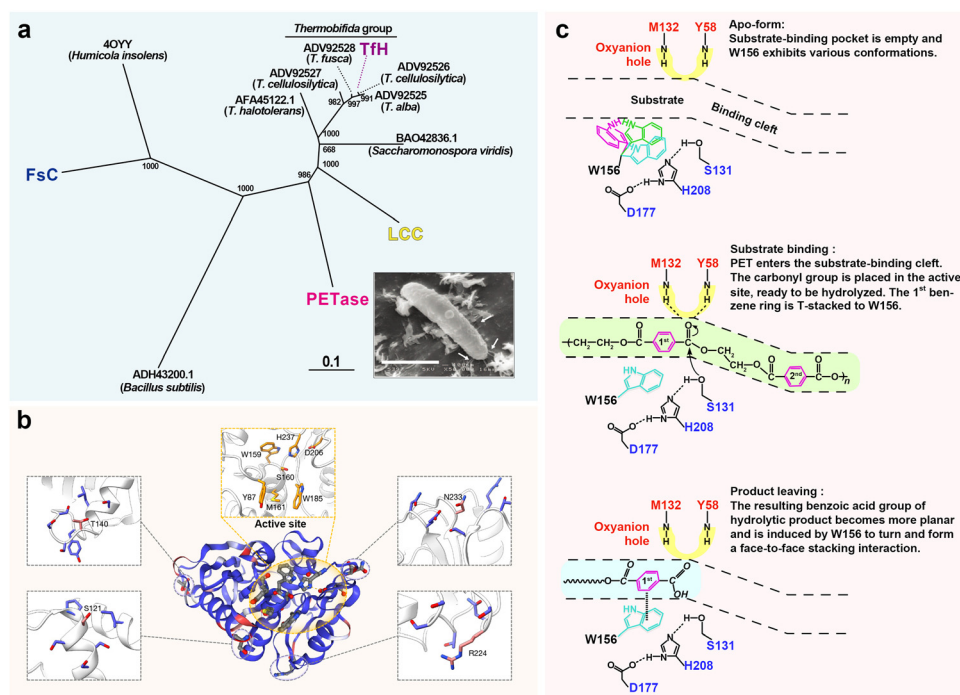 a
4OYY
(Humicola insolens)
FsC
1000
1000
ADH43200.1
(Bacillus subtilis)
Thermobifida group
ADV92528
(T. fusca)
TfH
ADV92527
(T. cellulosilytica)
ADV92526
(T. cellulosilytica)
AFA45122.1
(T. halotolerans)
982
997
991
ADV92525
(T. alba)
1000
668
1000
986
BAO42836.1
(Saccharomonospora viridis)
LCC
PETase
0.1
b
H237
W159
D206
S160
Y87
M161
W185
Active site
T140
N233
S121
R224
c
M132
Y58
Oxyanion
hole
N
H
N
H
Apo-form:
Substrate-binding pocket is empty and
W156 exhibits various conformations.
Substrate
Binding cleft
NH
HN
W156
H-O
S131
N
N
H
H208
O
O
D177
M132
Y58
Oxyanion
hole
N
H
N
H
Substrate binding :
PET enters the substrate-binding cleft.
The carbonyl group is placed in the active
site, ready to be hydrolyzed. The 1st ben-
zene ring is T-stacked to W156.
1st
2nd
n
W156
S131
H208
D177
M132
Y58
Oxyanion
hole
N
H
N
H
Product leaving :
The resulting benzoic acid group of
hydrolytic product becomes more planar
and is induced by W156 to turn and form
a face-to-face stacking interaction.
1st
OH
W156
S131
H208
D177